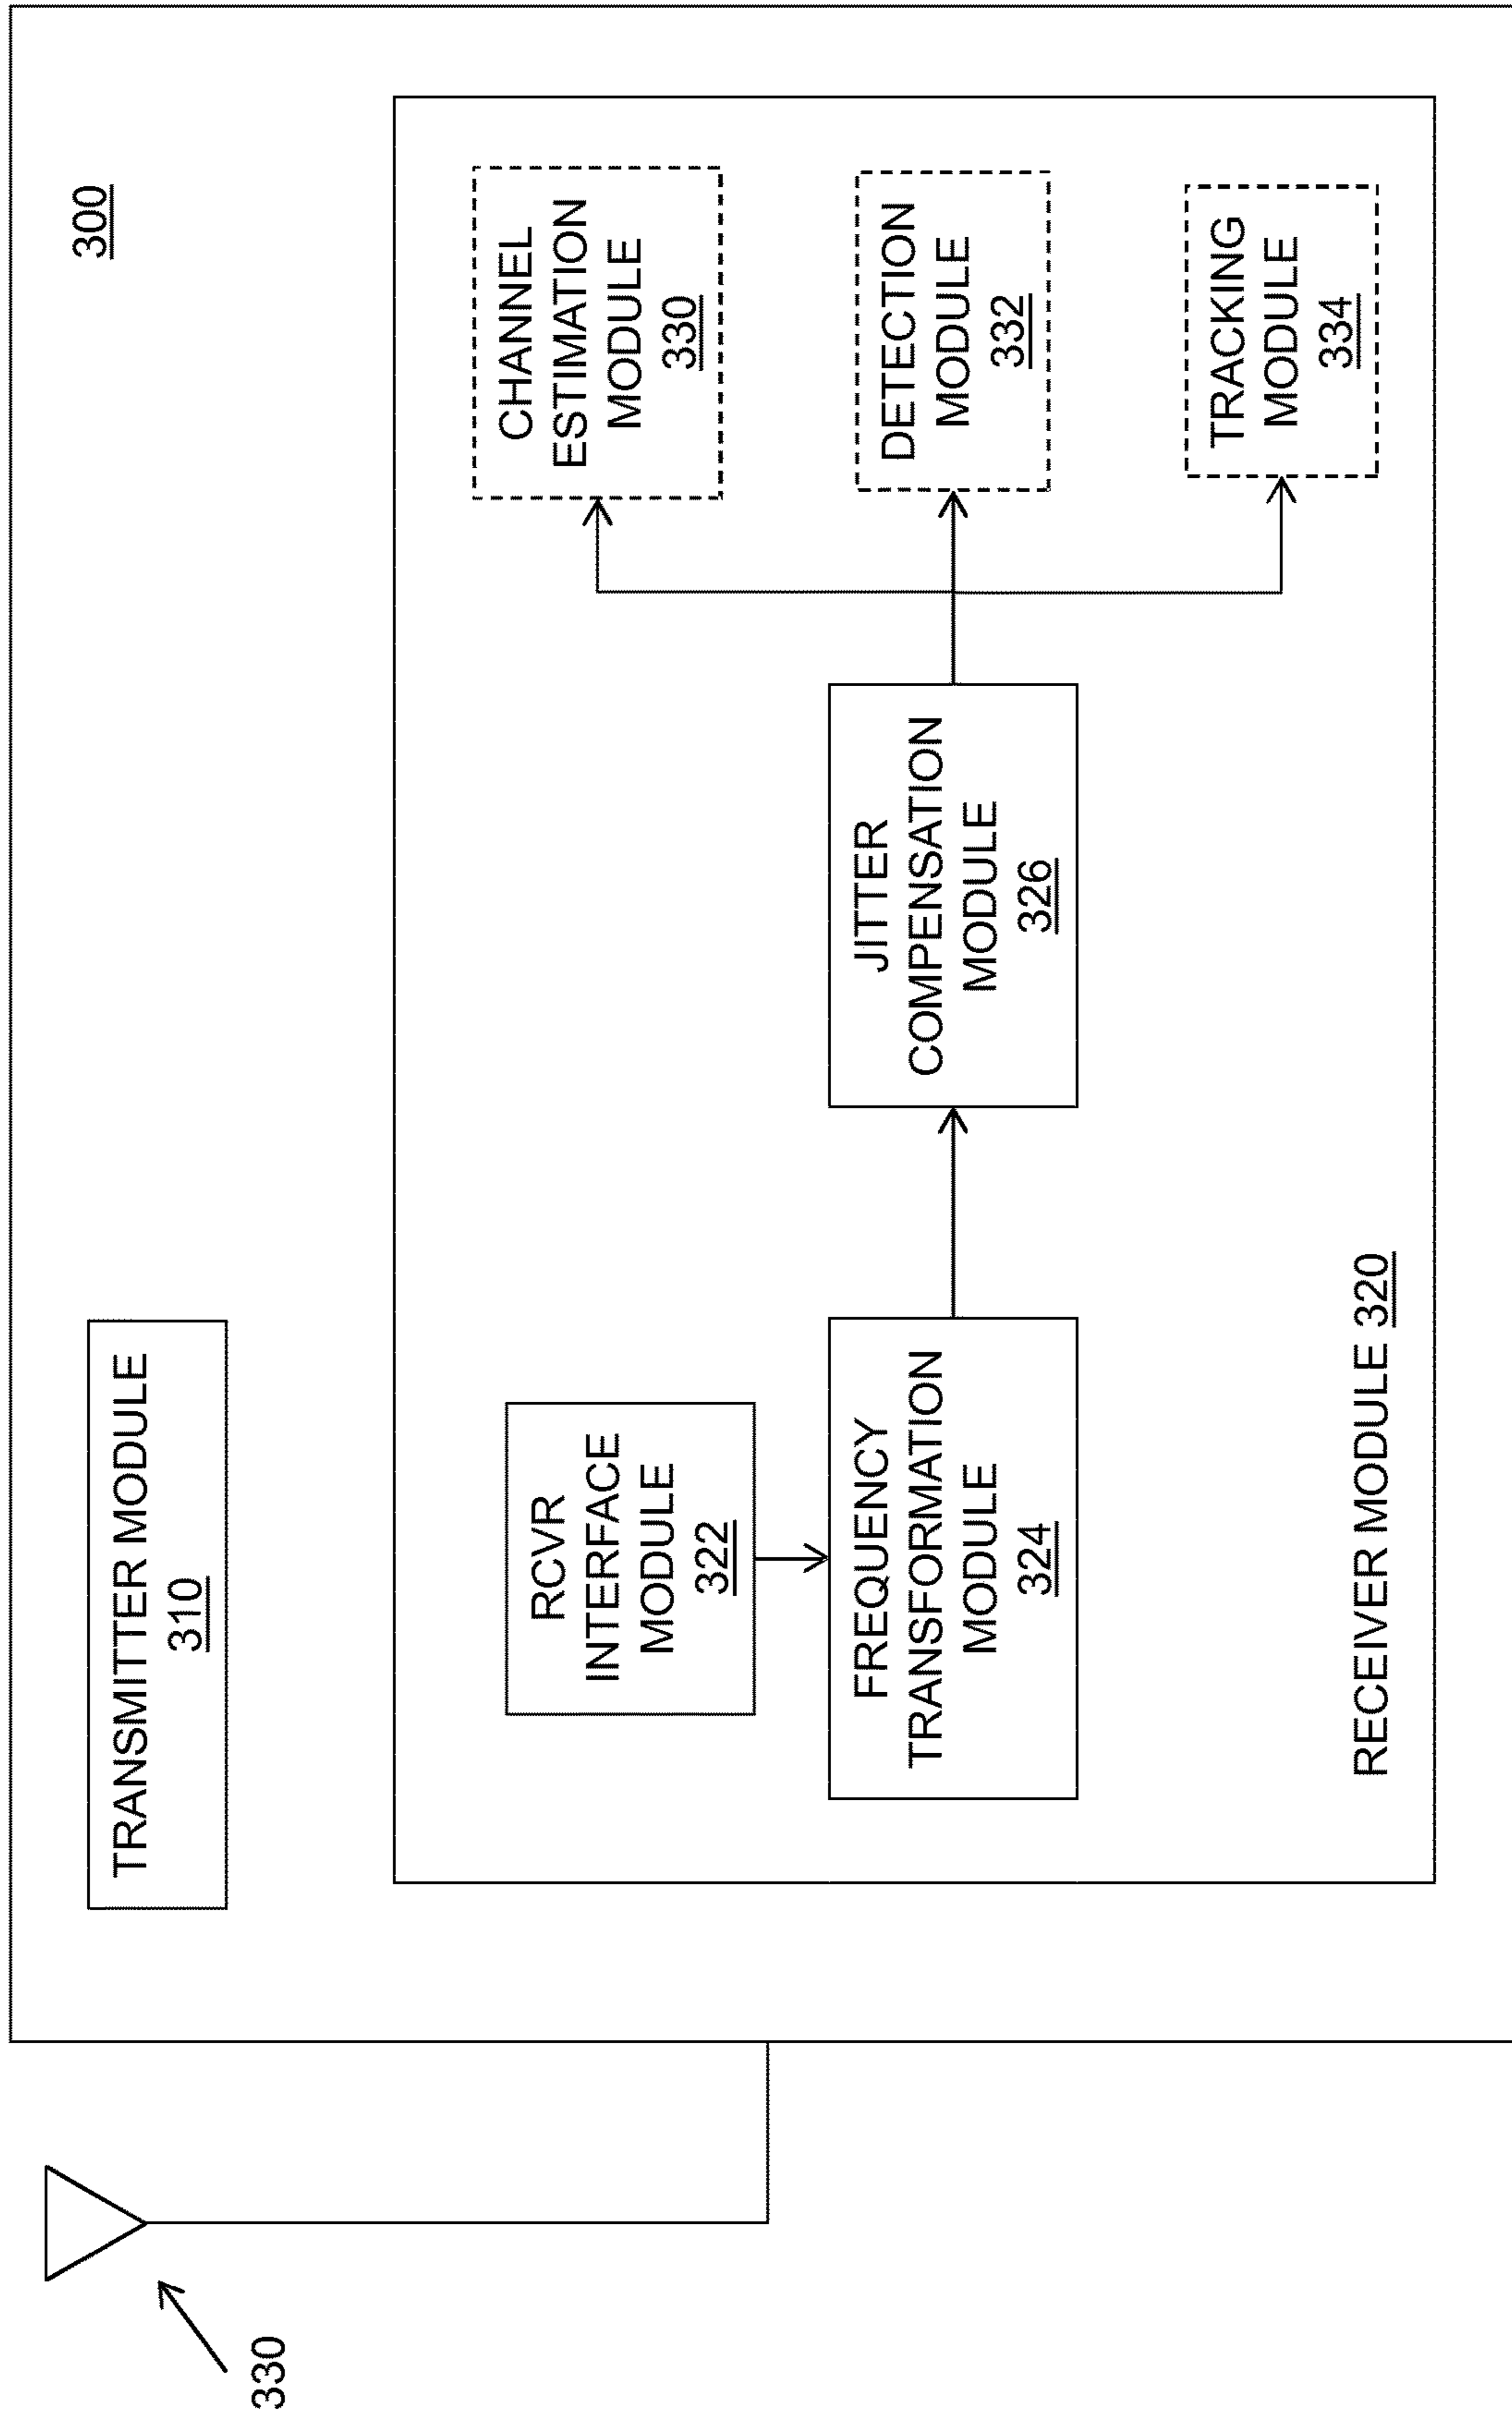 300
TRANSMITTER MODULE
310
RCVR
INTERFACE
MODULE
322
FREQUENCY
TRANSFORMATION
MODULE
324
JITTER
COMPENSATION
MODULE
326
CHANNEL
ESTIMATION
MODULE
330
DETECTION
MODULE
332
TRACKING
MODULE
334
RECEIVER MODULE 320
330